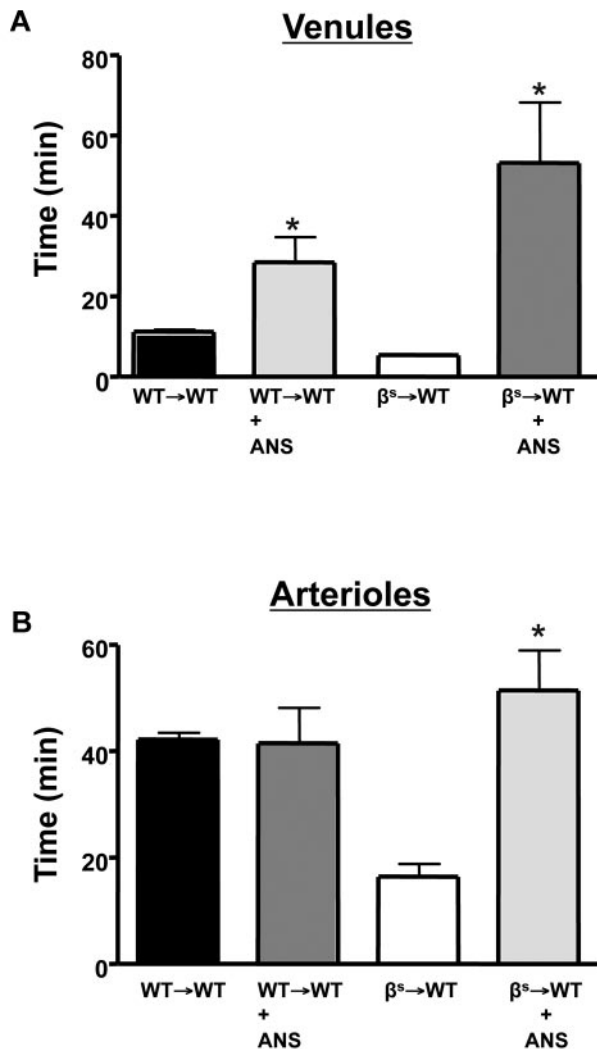 A
Venules
80
60
40
20
0
Time (min)
*
*
WT→WT WT→WT βˢ→WT βˢ→WT
+ +
ANS ANS
Arterioles
B
60
40
20
0
Time (min)
*
WT→WT WT→WT βˢ→WT βˢ→WT
+ +
ANS ANS